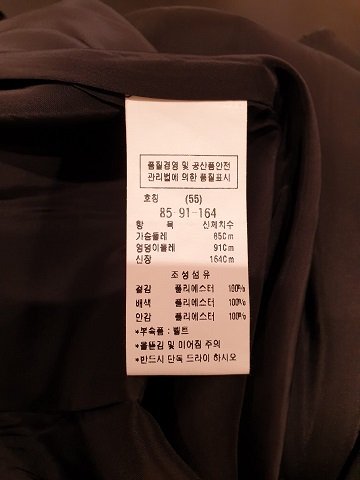 품질경영 및 공산품안전
관리법에 의한 품질표시
호칭 (55)
85-91-164
항 목 신체치수
가슴둘레 85Cm
엉덩이둘레 91Cm
신장 164Cm
조성섬유
겉감 폴리에스터 100%
배색 폴리에스터 100%
안감 폴리에스터 100%
*부속품 : 벨트
*올뜯김 및 미어짐 주의
*반드시 단독 드라이 하시오